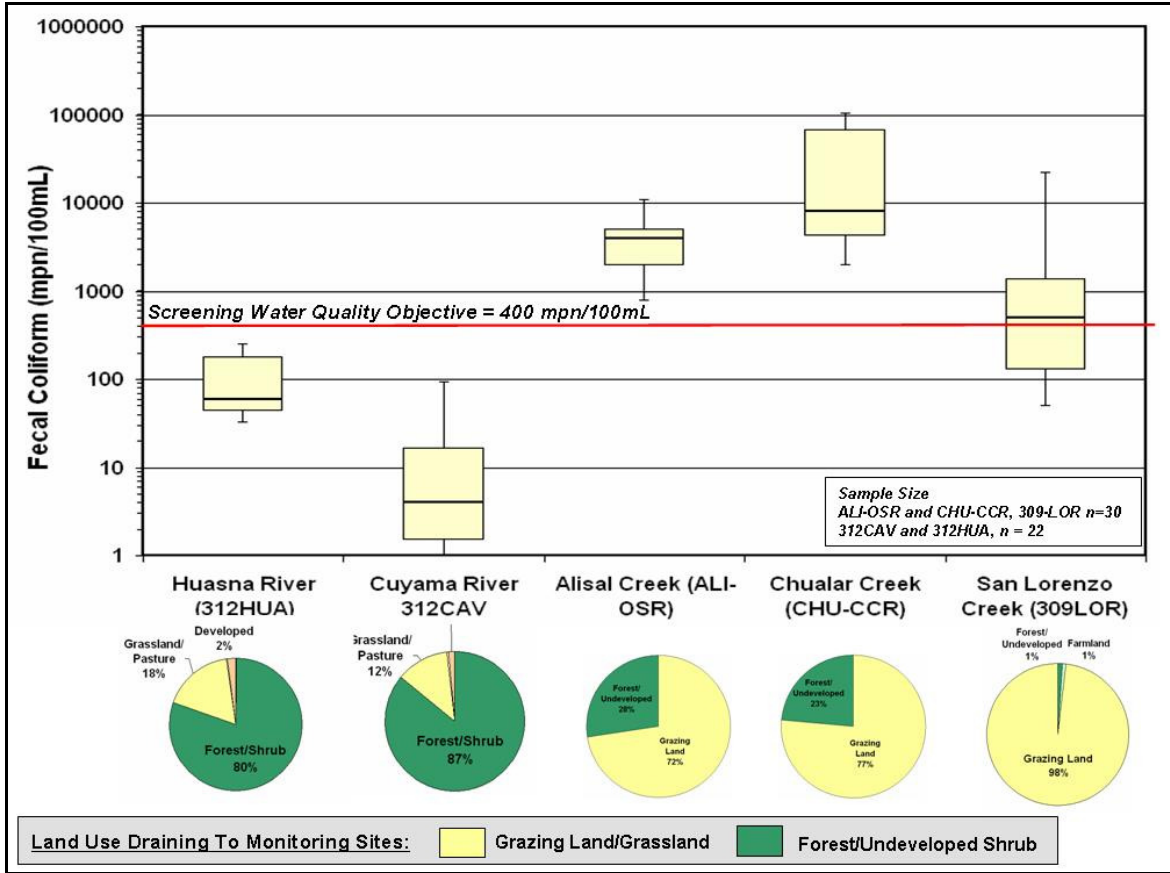 1000000
100000
10000
1000
100
10
1
Fecal Coliform (mpn/100mL)
Screening Water Quality Objective = 400 mpn/100mL
Sample Size
ALI-OSR and CHU-CCR, 309-LOR n=30
312CAV and 312HUA, n = 22
Huasna River
(312HUA)
Cuyama River
312CAV
Alisal Creek (ALI-
OSR)
Chualar Creek
(CHU-CCR)
San Lorenzo
Creek (309LOR)
Developed
2%
Grassland/
Pasture
18%
Forest/Shrub
80%
Grassland/
Pasture
12%
Forest/Shrub
87%
Forest/
Undeveloped
28%
Grazing
Land
72%
Forest/
Undeveloped
23%
Grazing
Land
77%
Forest/
Undeveloped
1%
Farmland
1%
Grazing Land
98%
Land Use Draining To Monitoring Sites:
Grazing Land/Grassland
Forest/Undeveloped Shrub